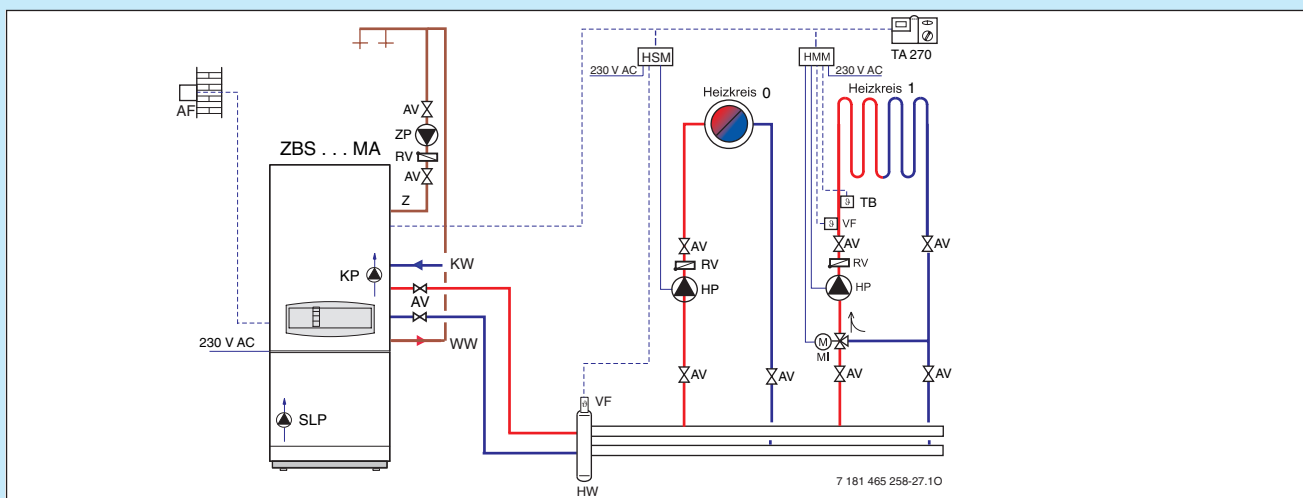 TA 270
HSM
HMM
230 V AC
230 V AC
Heizkreis 0
Heizkreis 1
AF
AV
ZP
RV
AV
ZBS . . . MA
Z
TB
VF
AV
AV
AV
RV
RV
KW
KP
HP
HP
AV
M
MI
230 V AC
WW
AV
AV
AV
AV
VF
SLP
HW
7 181 465 258-27.1O